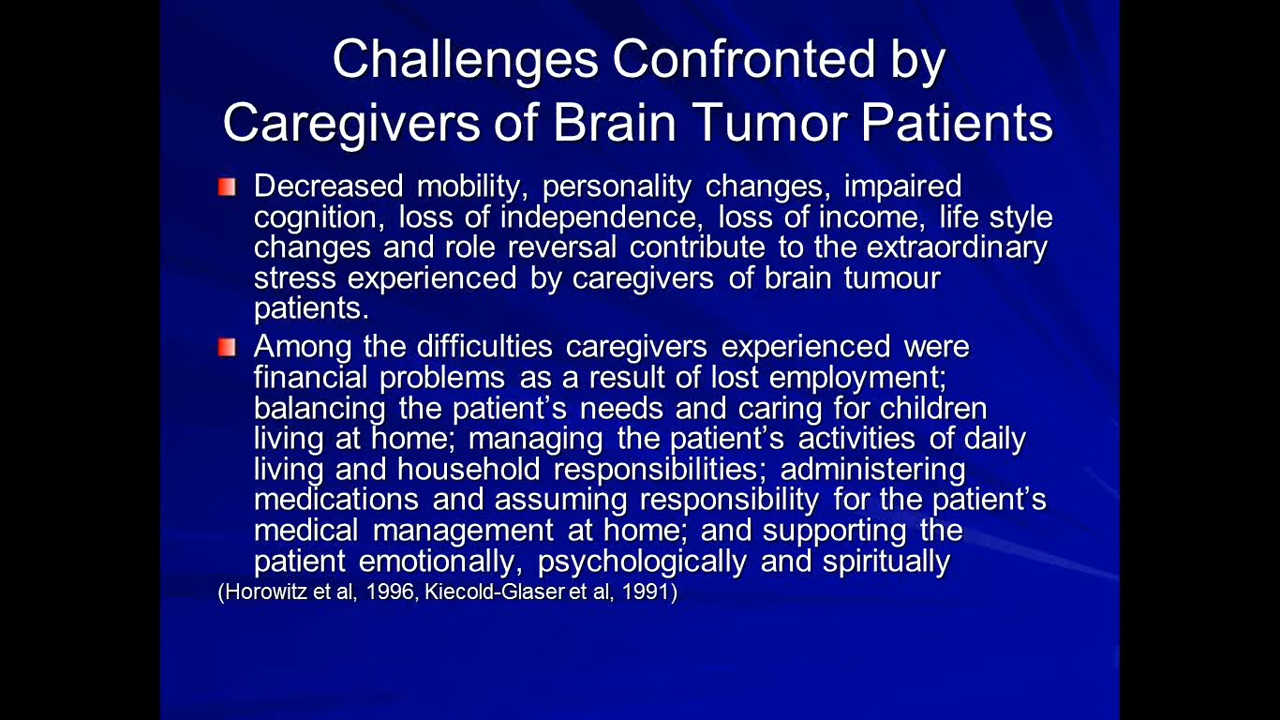 Challenges Confronted by
Caregivers of Brain Tumor Patients
Decreased mobility, personality changes, impaired
cognition, loss of independence, loss of income, life style
changes and role reversal contribute to the extraordinary
stress experienced by caregivers of brain tumour
patients.
Among the difficulties caregivers experienced were
financial problems as a result of lost employment;
balancing the patient’s needs and caring for children
living at home; managing the patient’s activities of daily
living and household responsibilities; administering
medications and assuming responsibility for the patient’s
medical management at home; and supporting the
patient emotionally, psychologically and spiritually
(Horowitz et al, 1996, Kiecold-Glaser et al, 1991)